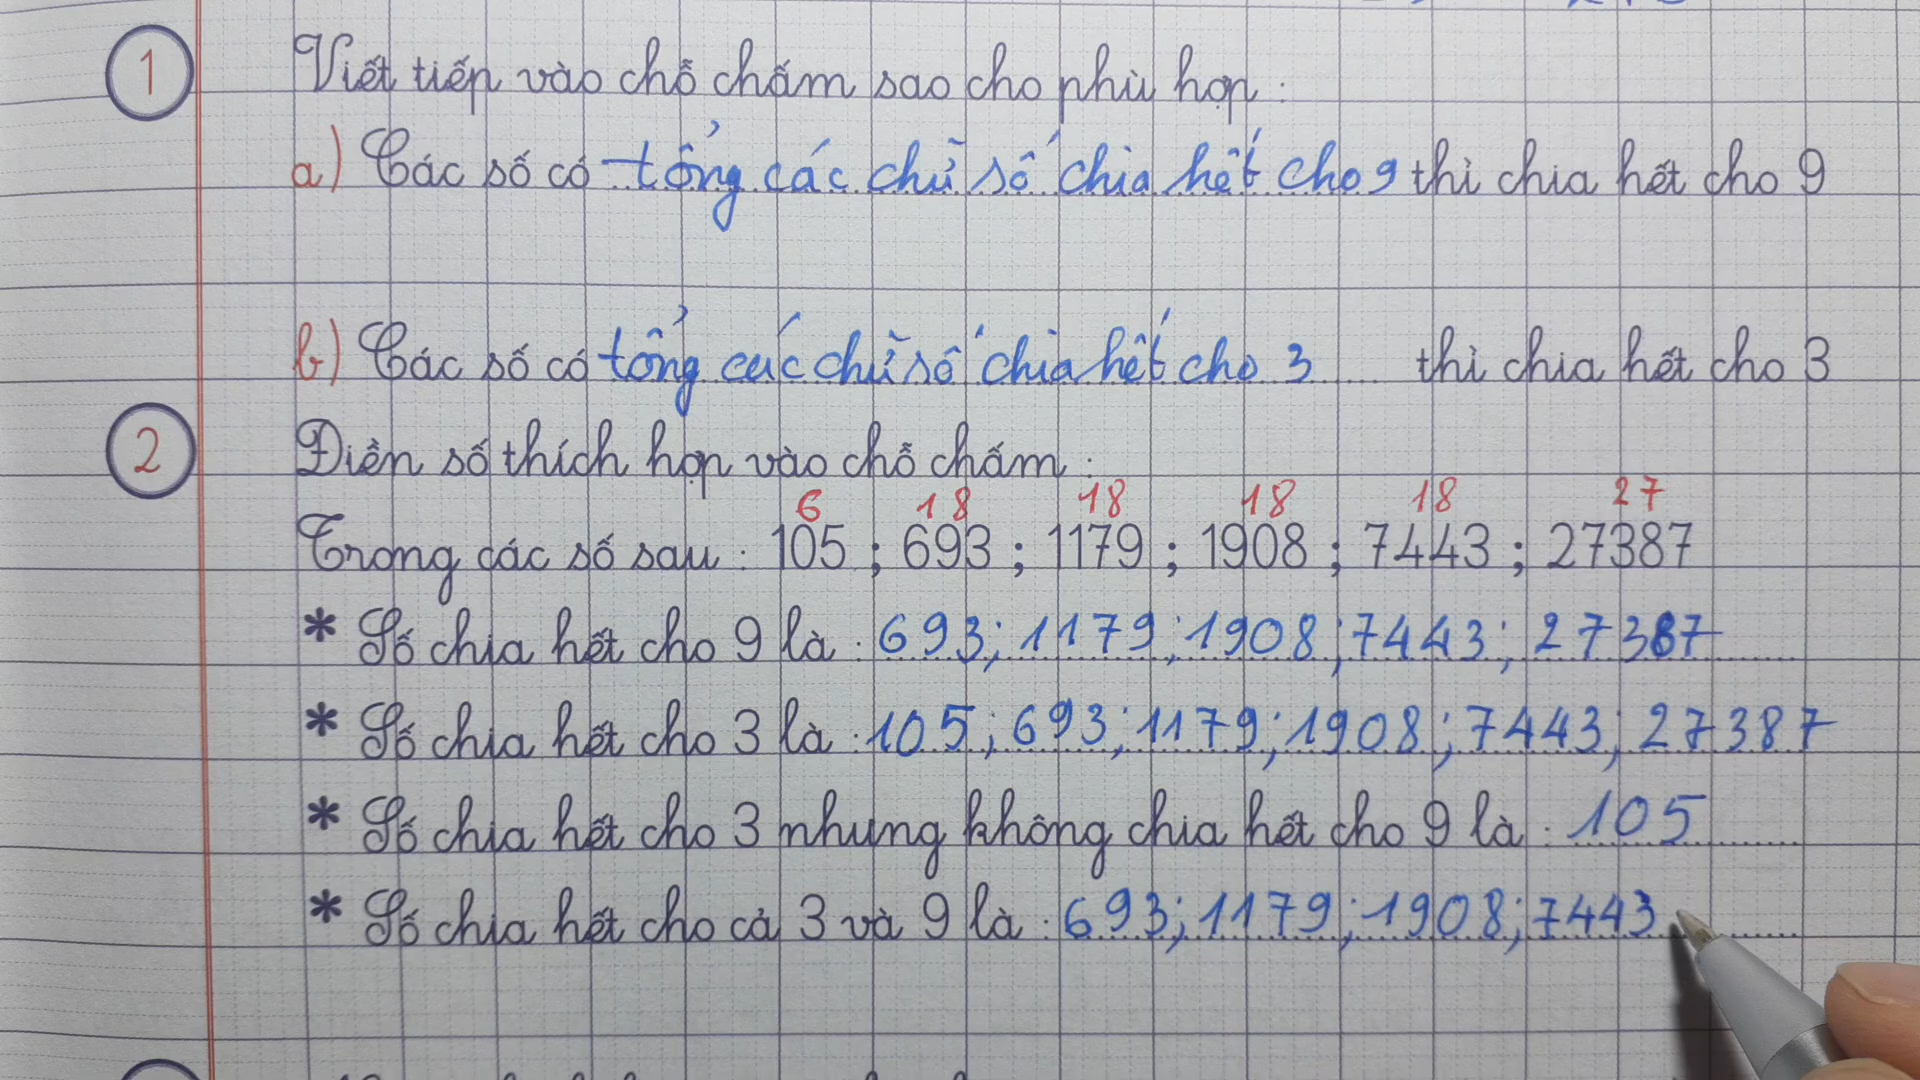 1 Viết tiếp vào chỗ chấm sao cho phù hợp:
a) Các số có tổng các chữ số chia hết cho 9 thì chia hết cho 9
b) Các số có tổng các chữ số chia hết cho 3 thì chia hết cho 3
2 Điền số thích hợp vào chỗ chấm:
6 18 18 18 18 27
Trong các số sau: 105; 693; 1179; 1908; 7443; 27387
* Số chia hết cho 9 là: 693; 1179; 1908; 7443; 27387
* Số chia hết cho 3 là: 105; 693; 1179; 1908; 7443; 27387
* Số chia hết cho 3 nhưng không chia hết cho 9 là: 105
* Số chia hết cho cả 3 và 9 là: 693; 1179; 1908; 7443